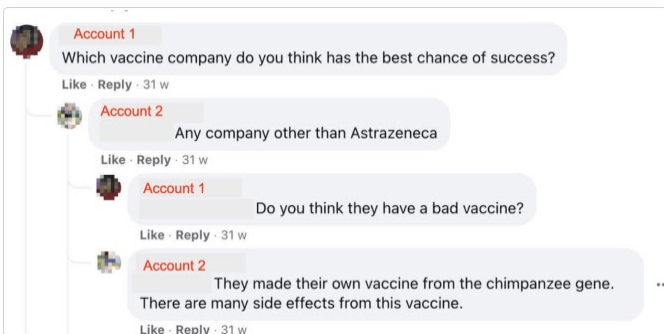 Account 1
Which vaccine company do you think has the best chance of success?
Like · Reply · 31 w
Account 2
Any company other than Astrazeneca
Like · Reply · 31 w
Account 1
Do you think they have a bad vaccine?
Like · Reply · 31 w
Account 2
They made their own vaccine from the chimpanzee gene.
There are many side effects from this vaccine.
Like · Reply · 31 w